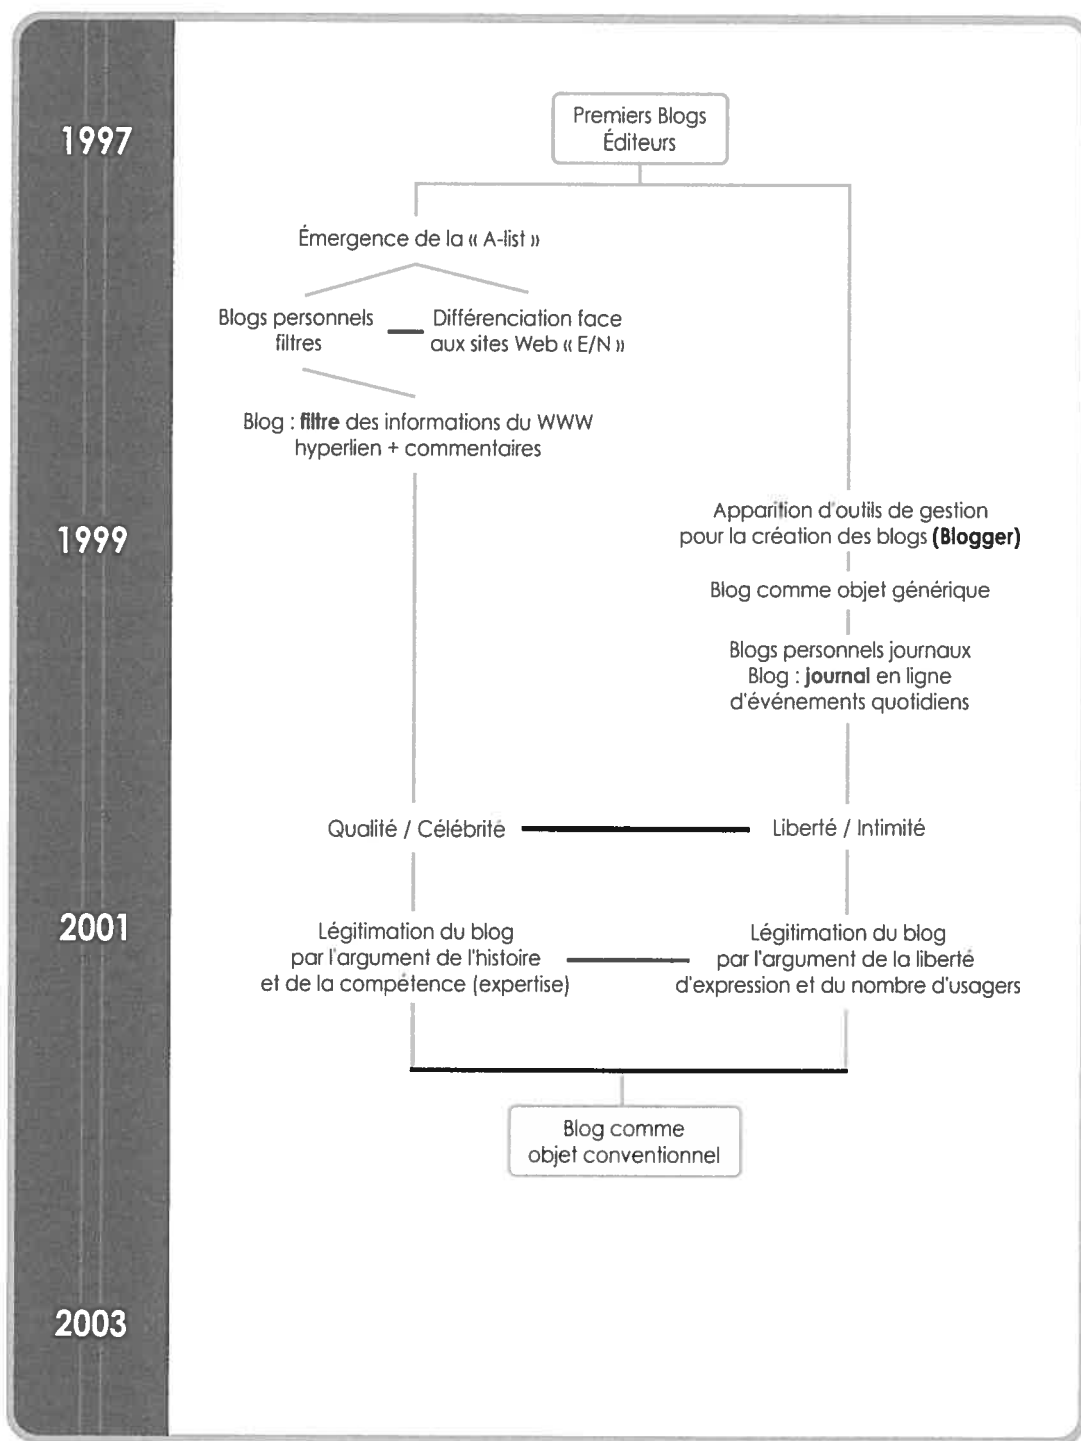 1997
Premiers Blogs
Éditeurs
Émergence de la « A-list »
Blogs personnels
filtres
Différenciation face
aux sites Web « E/N »
Blog : filtre des informations du WWW
hyperlien + commentaires
1999
Apparition d'outils de gestion
pour la création des blogs (Blogger)
Blog comme objet générique
Blogs personnels journaux
Blog : journal en ligne
d'événements quotidiens
Qualité / Célébrité
Liberté / Intimité
2001
Légitimation du blog
par l'argument de l'histoire
et de la compétence (expertise)
Légitimation du blog
par l'argument de la liberté
d'expression et du nombre d'usagers
Blog comme
objet conventionnel
2003